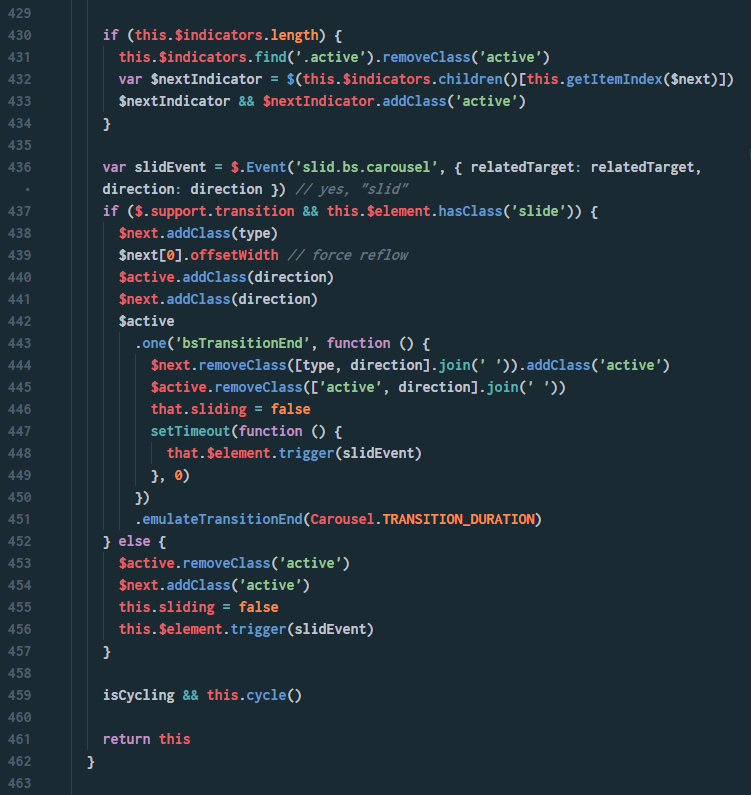 429
430 if (this.$indicators.length) {
431 this.$indicators.find('.active').removeClass('active')
432 var $nextIndicator = $(this.$indicators.children()[this.getItemIndex($next)])
433 $nextIndicator && $nextIndicator.addClass('active')
434 }
435
436 var slidEvent = $.Event('slid.bs.carousel', { relatedTarget: relatedTarget,
· direction: direction }) // yes, "slid"
437 if ($.support.transition && this.$element.hasClass('slide')) {
438 $next.addClass(type)
439 $next[0].offsetWidth // force reflow
440 $active.addClass(direction)
441 $next.addClass(direction)
442 $active
443 .one('bsTransitionEnd', function () {
444 $next.removeClass([type, direction].join(' ')).addClass('active')
445 $active.removeClass(['active', direction].join(' '))
446 that.sliding = false
447 setTimeout(function () {
448 that.$element.trigger(slidEvent)
449 }, 0)
450 })
451 .emulateTransitionEnd(Carousel.TRANSITION_DURATION)
452 } else {
453 $active.removeClass('active')
454 $next.addClass('active')
455 this.sliding = false
456 this.$element.trigger(slidEvent)
457 }
458
459 isCycling && this.cycle()
460
461 return this
462 }
463